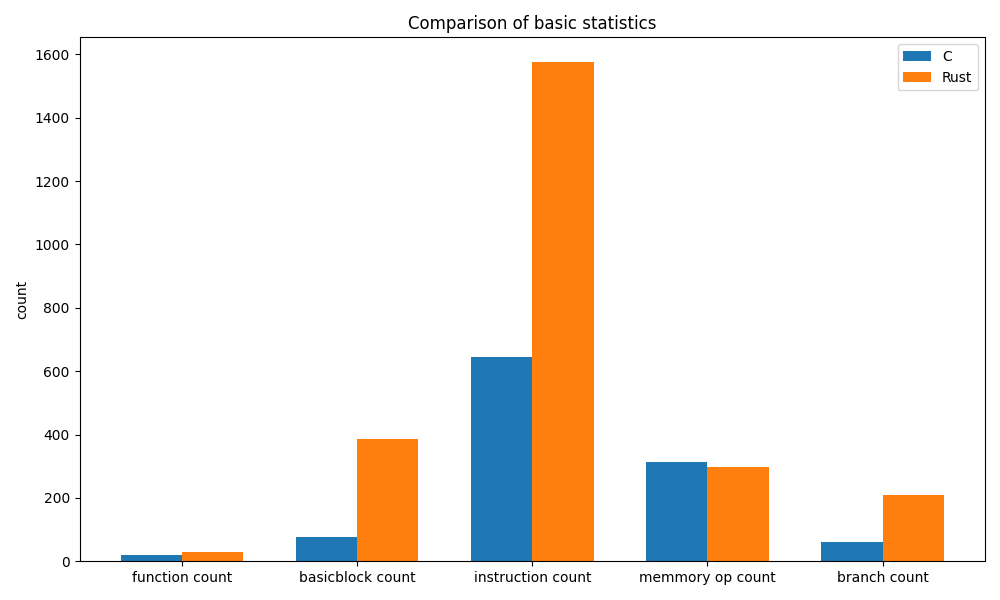 Comparison of basic statistics
C
Rust
1600
1400
1200
1000
800
600
400
200
0
count
function count
basicblock count
instruction count
memmory op count
branch count